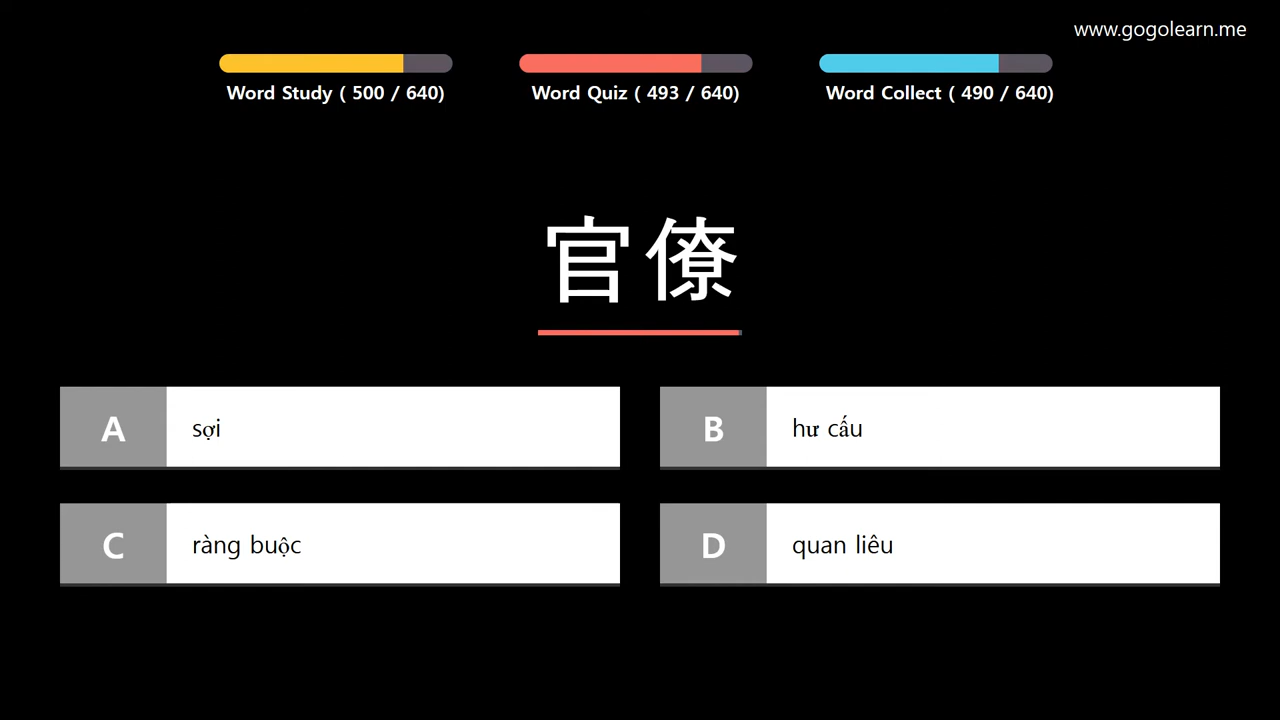 www.gogolearn.me
Word Study ( 500 / 640)
Word Quiz ( 493 / 640)
Word Collect ( 490 / 640)
官僚
A sợi
B hư cấu
C ràng buộc
D quan liêu